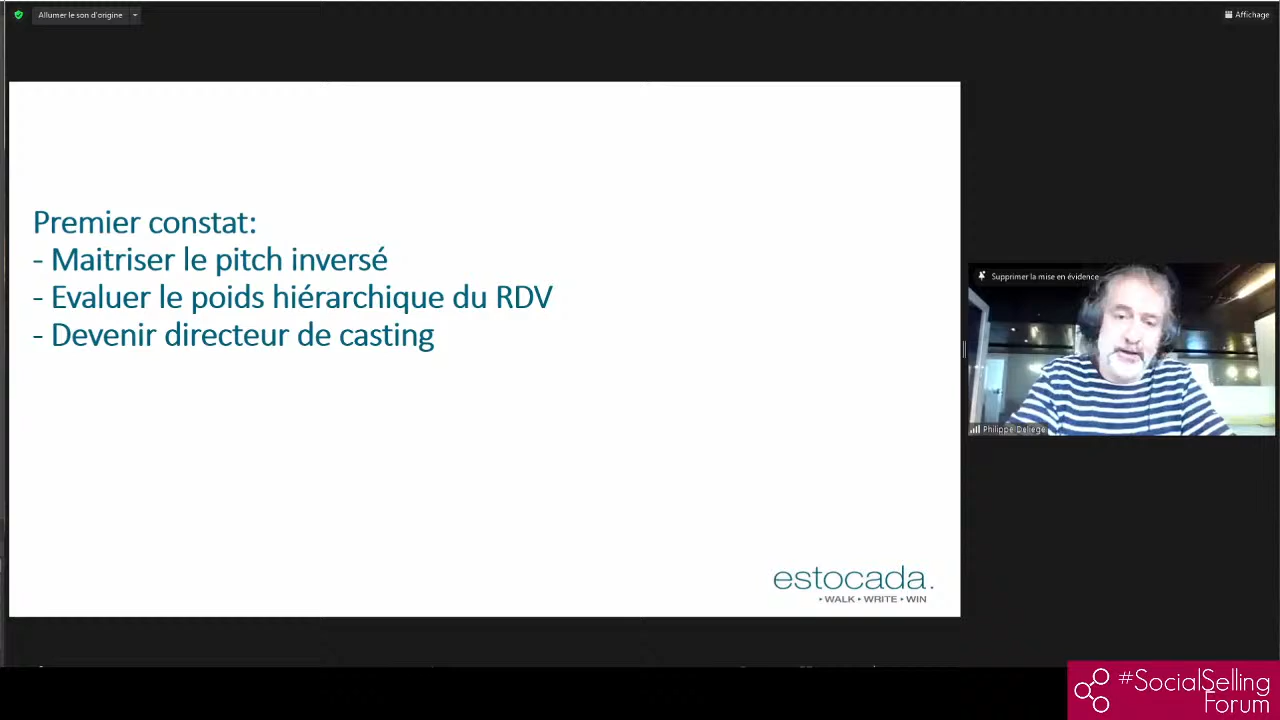 Allumer le son d'origine
Affichage
Premier constat:
- Maitriser le pitch inversé
- Evaluer le poids hiérarchique du RDV
- Devenir directeur de casting
Supprimer la mise en évidence
Philippe Deliège
estocada.
• WALK • WRITE • WIN
#SocialSelling
Forum